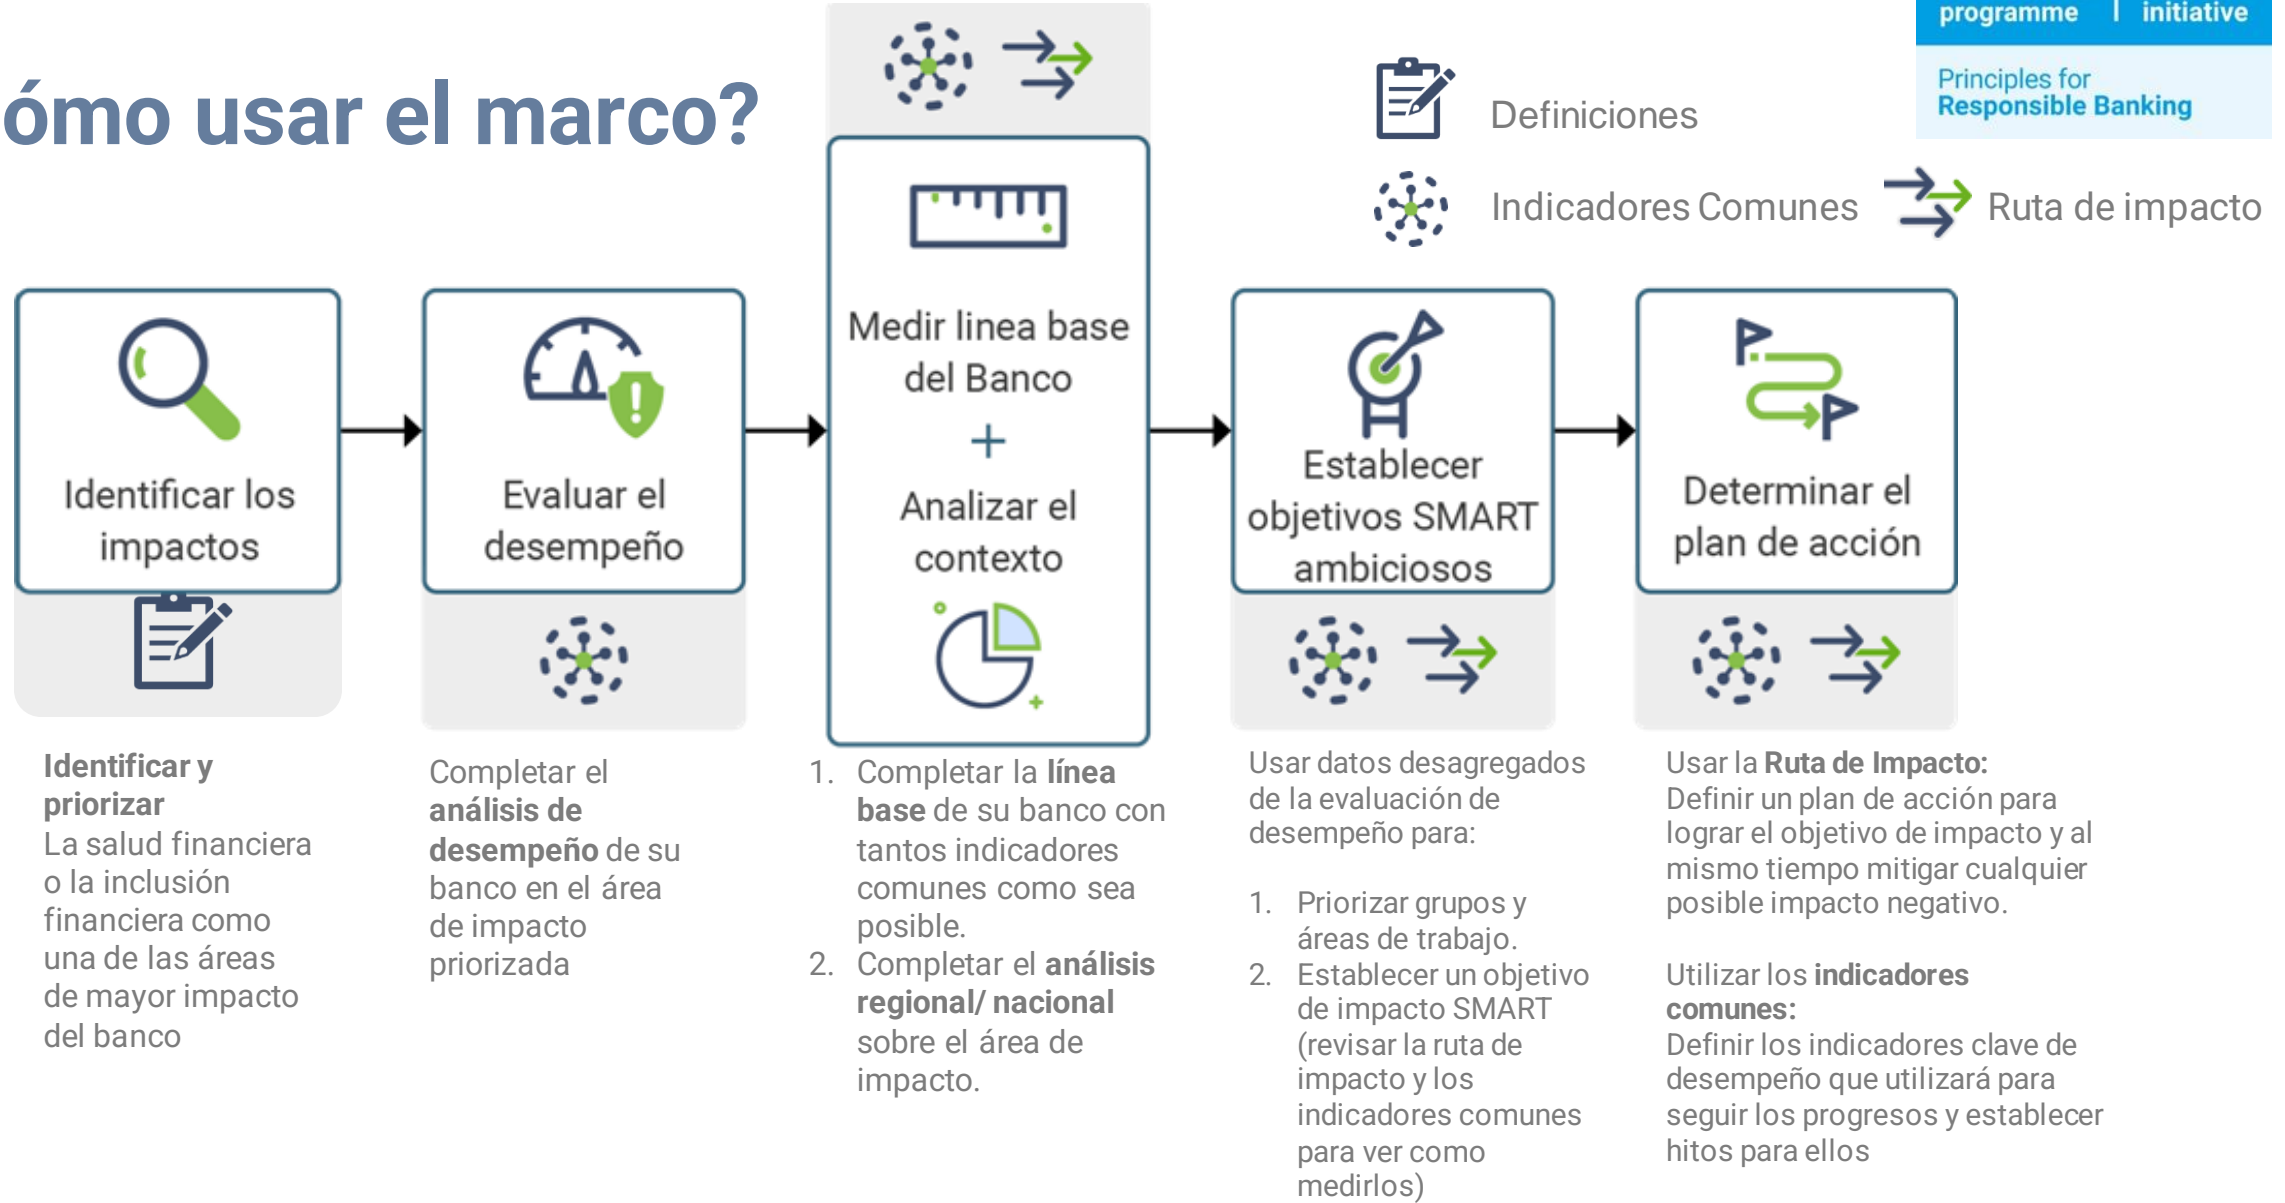 ómo usar el marco?
programme | initiative
Principles for
Responsible Banking
Definiciones
Indicadores Comunes
Ruta de impacto
Identificar los
impactos
Evaluar el
desempeño
Medir linea base
del Banco
+
Analizar el
contexto
Establecer
objetivos SMART
ambiciosos
Determinar el
plan de acción
Identificar y
priorizar
La salud financiera
o la inclusión
financiera como
una de las áreas
de mayor impacto
del banco
Completar el
análisis de
desempeño de su
banco en el área
de impacto
priorizada
1. Completar la línea
base de su banco con
tantos indicadores
comunes como sea
posible.
2. Completar el análisis
regional/ nacional
sobre el área de
impacto.
Usar datos desagregados
de la evaluación de
desempeño para:
1. Priorizar grupos y
áreas de trabajo.
2. Establecer un objetivo
de impacto SMART
(revisar la ruta de
impacto y los
indicadores comunes
para ver como
medirlos)
Usar la Ruta de Impacto:
Definir un plan de acción para
lograr el objetivo de impacto y al
mismo tiempo mitigar cualquier
posible impacto negativo.
Utilizar los indicadores
comunes:
Definir los indicadores clave de
desempeño que utilizará para
seguir los progresos y establecer
hitos para ellos